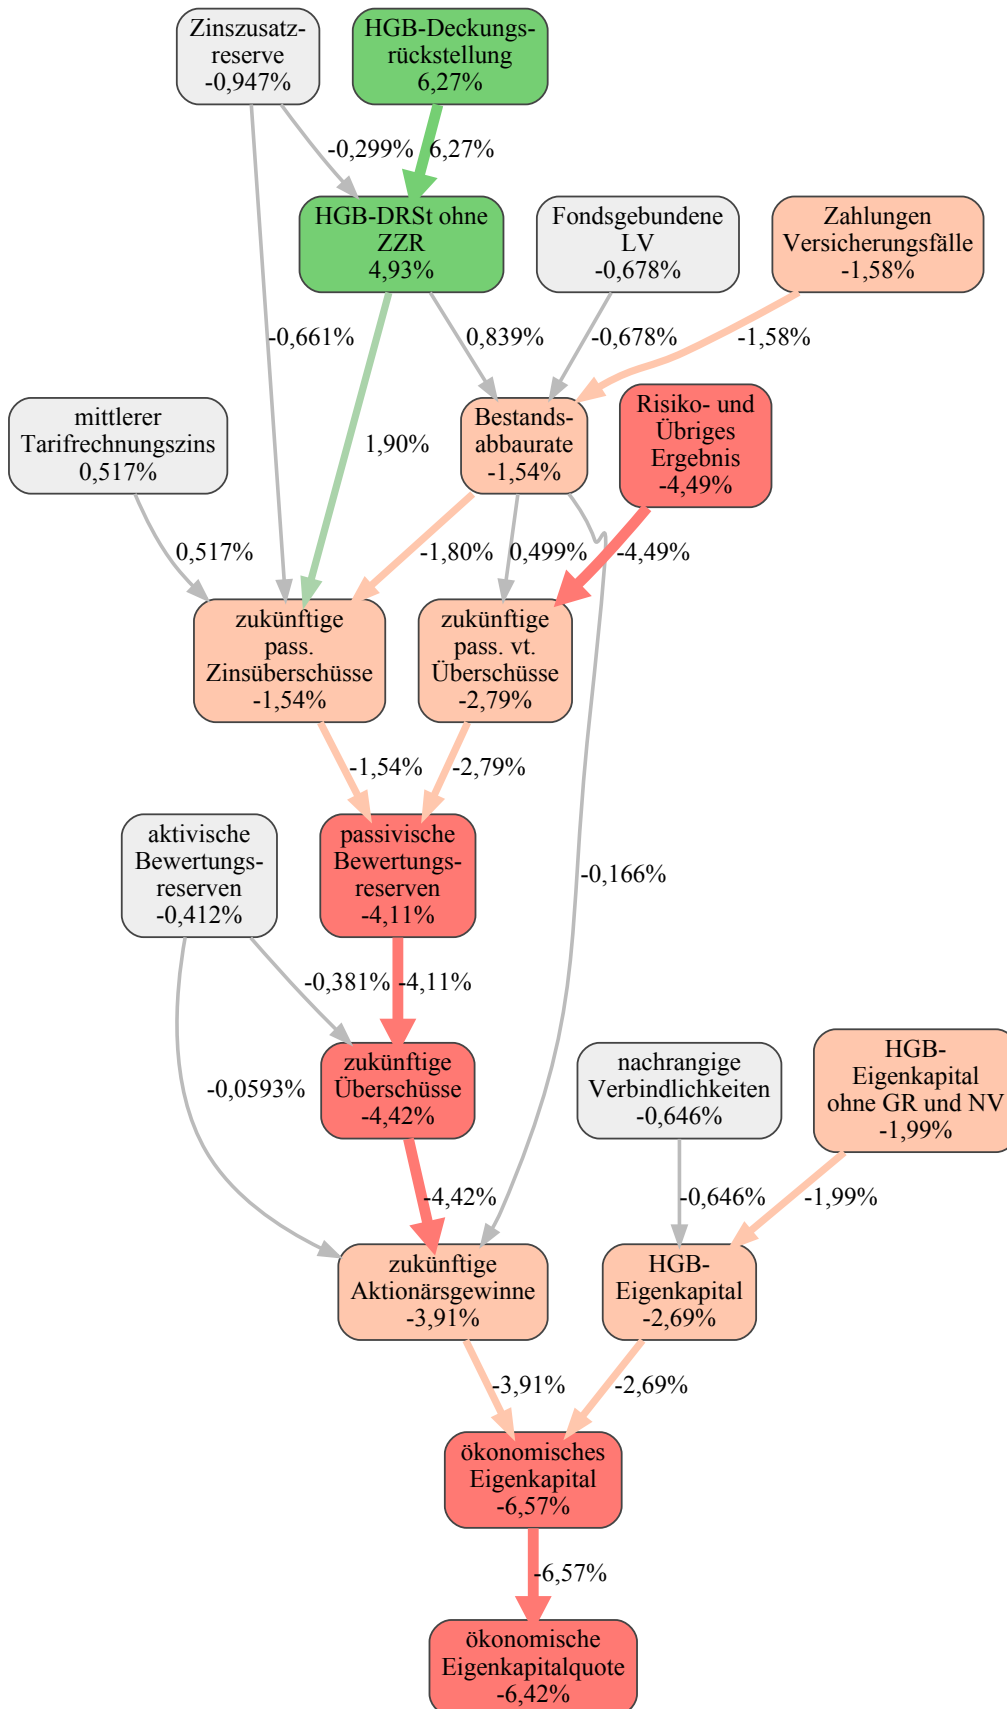 Zinszusatz-
reserve
-0,947%
HGB-Deckungs-
rückstellung
6,27%
-0,299%
6,27%
HGB-DRSt ohne
ZZR
4,93%
Fondsgebundene
LV
-0,678%
Zahlungen
Versicherungsfälle
-1,58%
-0,661%
0,839%
-0,678%
-1,58%
mittlerer
Tarifrechnungszins
0,517%
1,90%
Bestands-
abbaurate
-1,54%
Risiko- und
Übriges
Ergebnis
-4,49%
0,517%
-1,80%
0,499%
-4,49%
zukünftige
pass.
Zinsüberschüsse
-1,54%
zukünftige
pass. vt.
Überschüsse
-2,79%
-1,54%
-2,79%
aktivische
Bewertungs-
reserven
-0,412%
passivische
Bewertungs-
reserven
-4,11%
-0,166%
-0,381%
-4,11%
zukünftige
Überschüsse
-4,42%
nachrangige
Verbindlichkeiten
-0,646%
HGB-
Eigenkapital
ohne GR und NV
-1,99%
-0,0593%
-4,42%
-0,646%
-1,99%
zukünftige
Aktionärsgewinne
-3,91%
HGB-
Eigenkapital
-2,69%
-3,91%
-2,69%
ökonomisches
Eigenkapital
-6,57%
-6,57%
ökonomische
Eigenkapitalquote
-6,42%